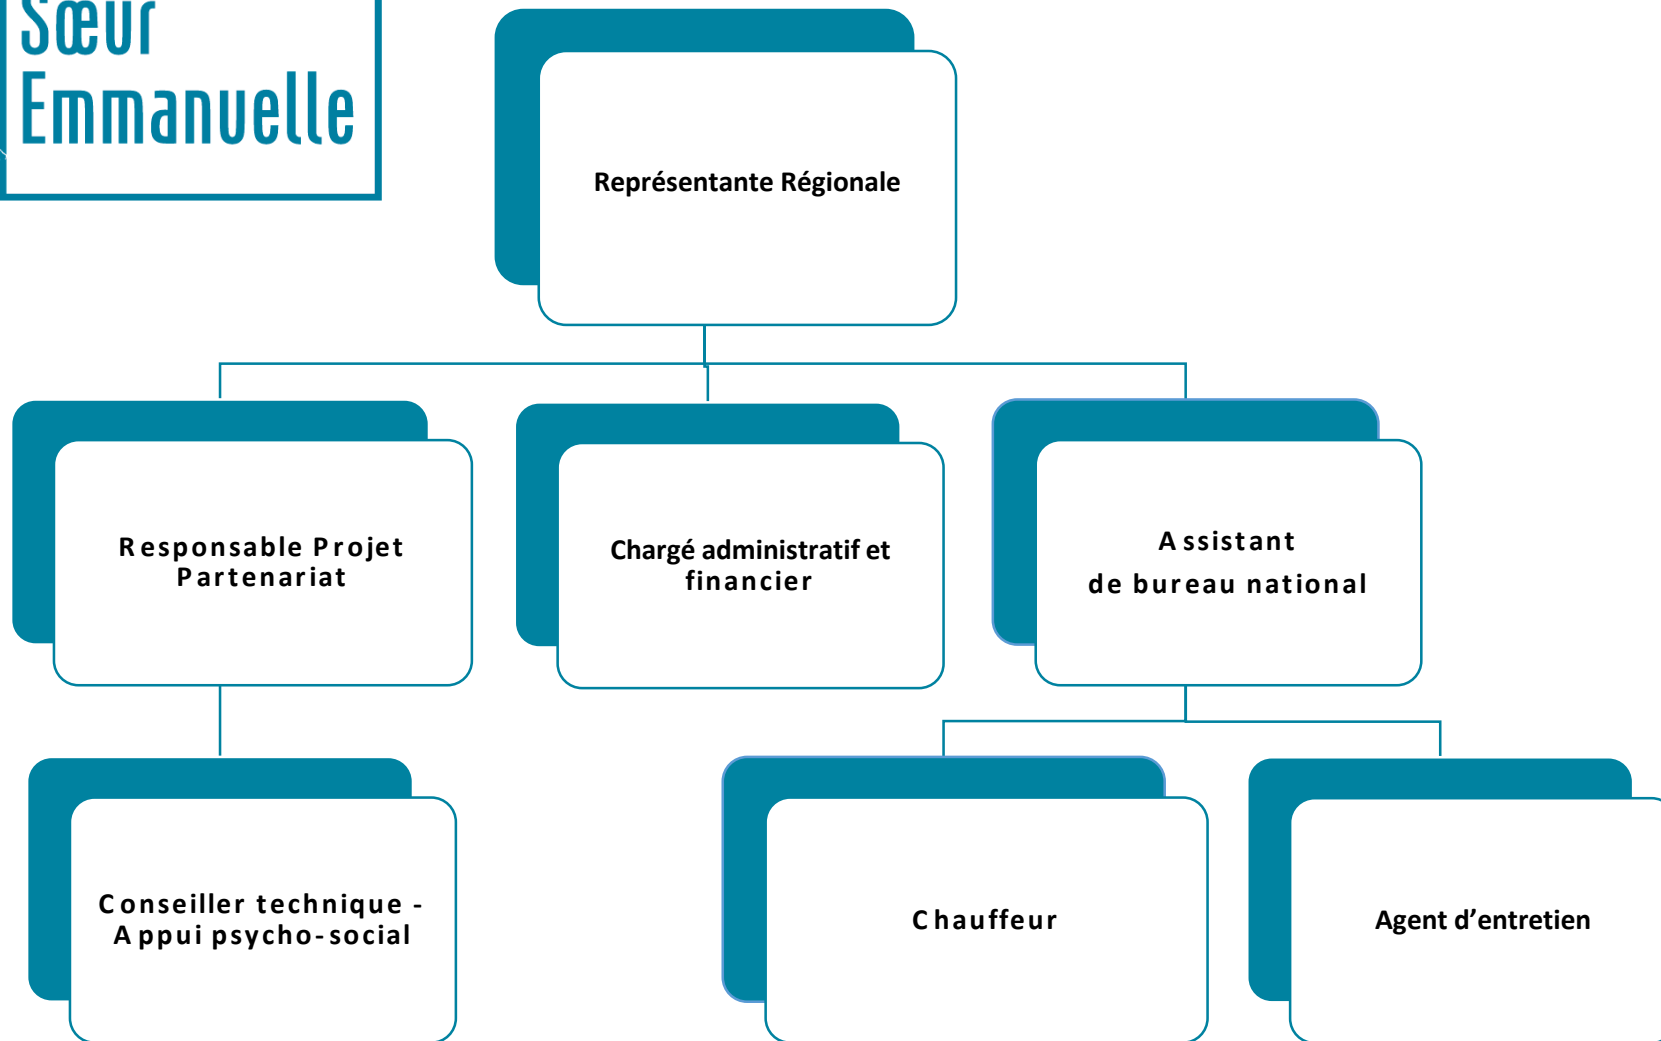 Sœur
Emmanuelle
Représentante Régionale
Responsable Projet
Partenariat
Chargé administratif et
financier
Assistant
de bureau national
Conseiller technique -
Appui psycho-social
Chauffeur
Agent d’entretien